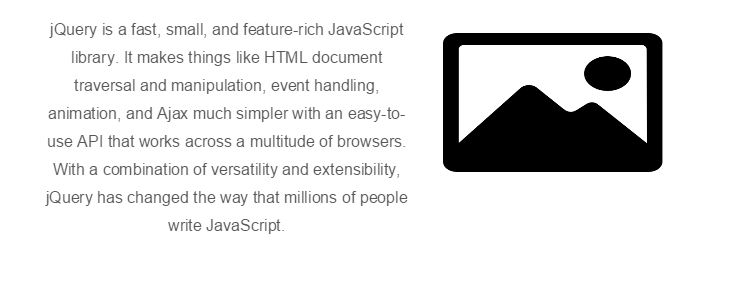 jQuery is a fast, small, and feature-rich JavaScript
library. It makes things like HTML document
traversal and manipulation, event handling,
animation, and Ajax much simpler with an easy-to-
use API that works across a multitude of browsers.
With a combination of versatility and extensibility,
jQuery has changed the way that millions of people
write JavaScript.